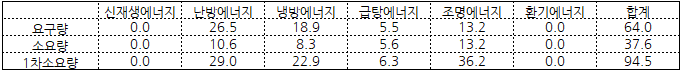 신재생에너지 난방에너지 냉방에너지 급탕에너지 조명에너지 환기에너지 합계
요구량 0.0 26.5 18.9 5.5 13.2 0.0 64.0
소요량 0.0 10.6 8.3 5.6 13.2 0.0 37.6
1차소요량 0.0 29.0 22.9 6.3 36.2 0.0 94.5